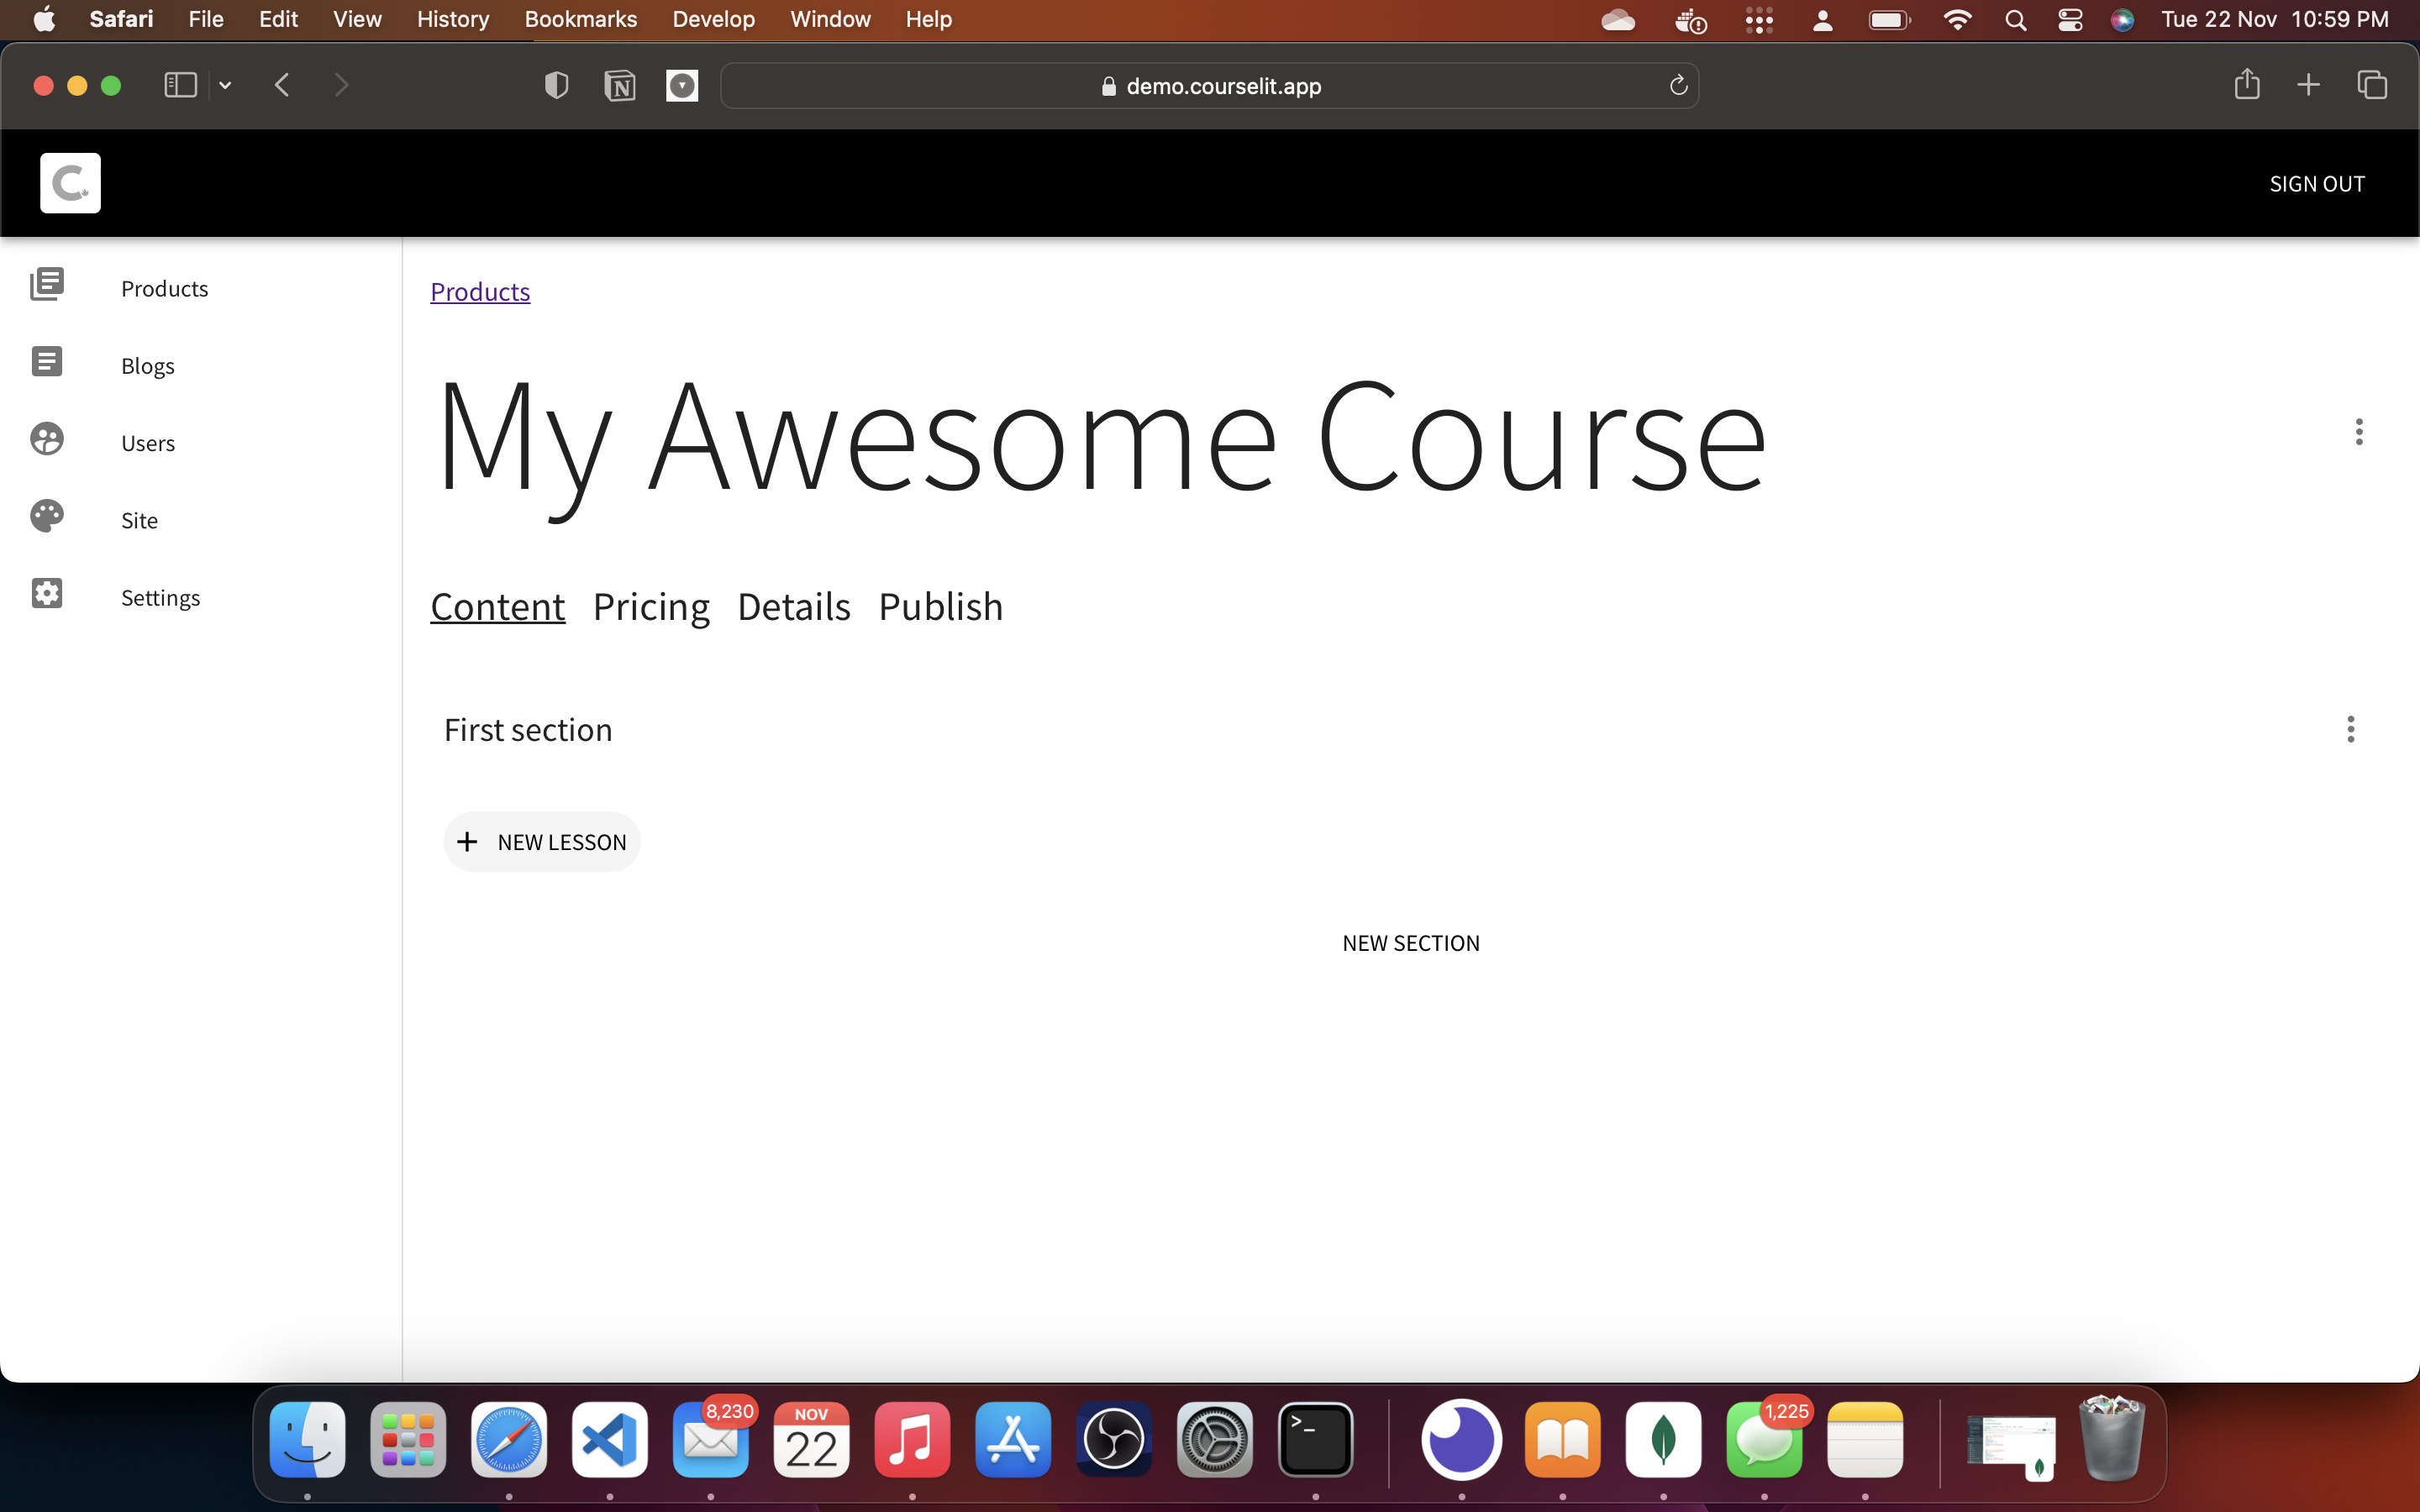 Safari File Edit View History Bookmarks Develop Window Help Tue 22 Nov 10:59 PM
demo.courselit.app
C
SIGN OUT
Products
Blogs
Users
Site
Settings
Products
My Awesome Course
Content Pricing Details Publish
First section
+ NEW LESSON
NEW SECTION
8,230
NOV
22
>_
1,225